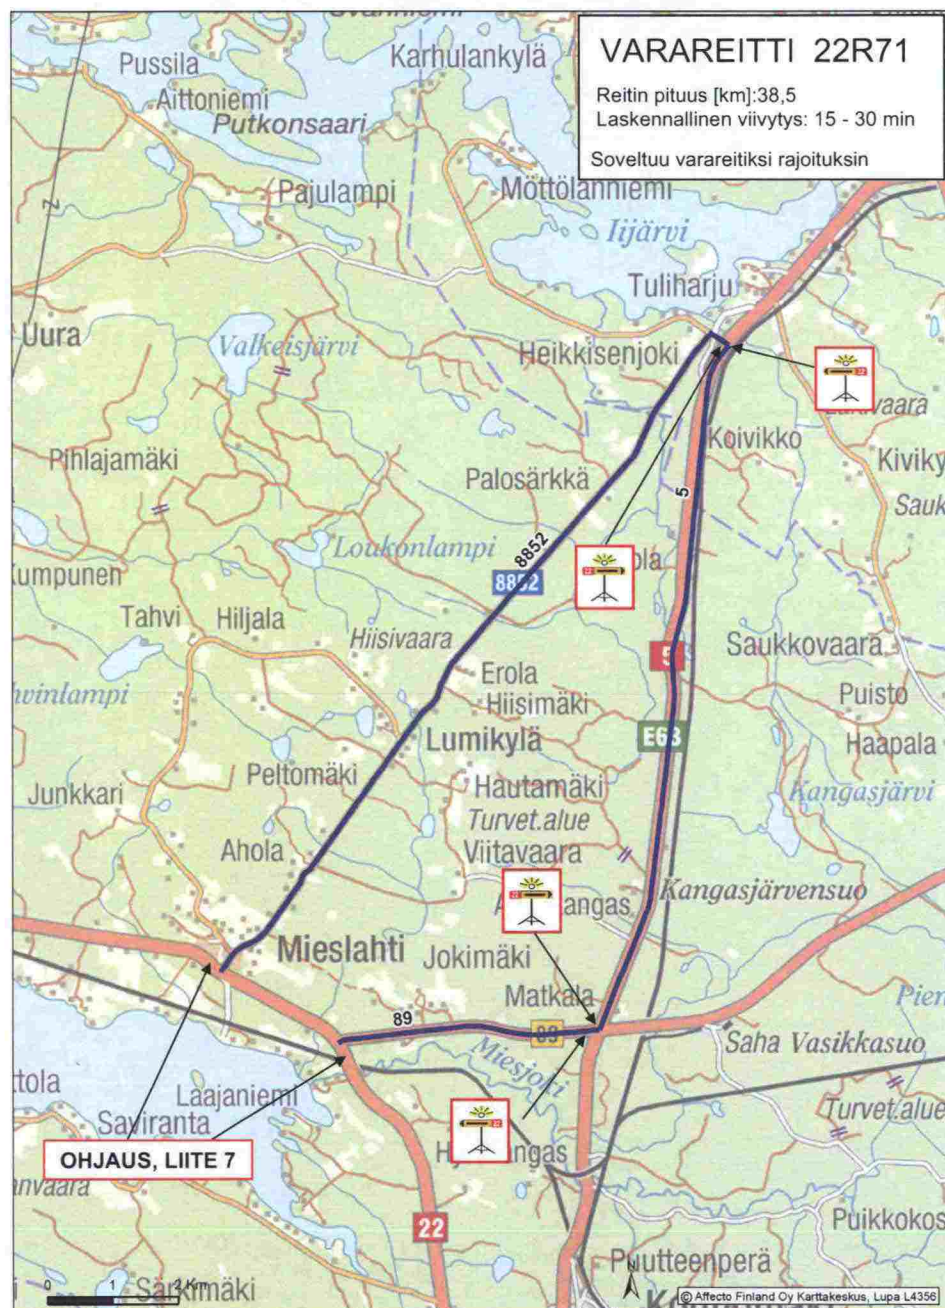 VARAREITTI 22R71
Reitin pituus [km]:38,5
Laskennallinen viivytys: 15 - 30 min
Soveltuu varareitiksi rajoituksin
Karhulankylä
Pussila
Aittoniemi
Putkonsaari
Pajulampi
Möttölänniemi
Iijärvi
Tuliharju
Uura
Valkeisjärvi
Heikkisenjoki
Koivikko
Pihlajamäki
Palosärkkä
Kiviky
Sauk
5
Loukonlampi
8852
8852
Tahvi
Hiljala
Hiisivaara
Erola
Hiisimäki
Saukkovaara
5
Puisto
E63
Haapala
Lumikylä
Peltomäki
Junkkari
Hautamäki
Turvet.alue
Viitavaara
Kangasjärvi
Ahola
Kangasjärvensuo
Mieslahti
Jokimäki
Matkala
Pien
89
89
Miesjoki
Saha
Vasikkasuo
Laajaniemi
Saviranta
Turvet.alue
OHJAUS, LIITE 7
22
Puikkokos
Puutteenperä
Särkimäki
0 1 2 Km
N
© Affecto Finland Oy Karttakeskus, Lupa L4356